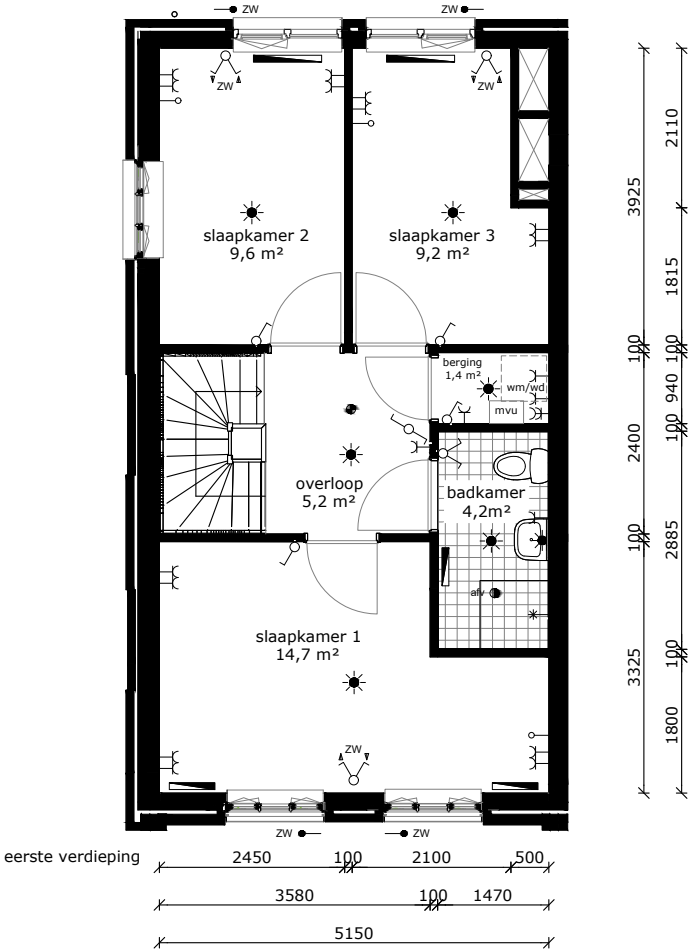 ZW ZW
ZW ZW
2110
3925
slaapkamer 2
9,6 m²
slaapkamer 3
9,2 m²
1815
100 100
berging
1,4 m²
wm/wd
mvu
940
100
2400
overloop
5,2 m²
badkamer
4,2m²
100
2885
afv
slaapkamer 1
14,7 m²
3325
100
1800
ZW
ZW ZW
eerste verdieping
2450 100 2100 500
3580 100 1470
5150